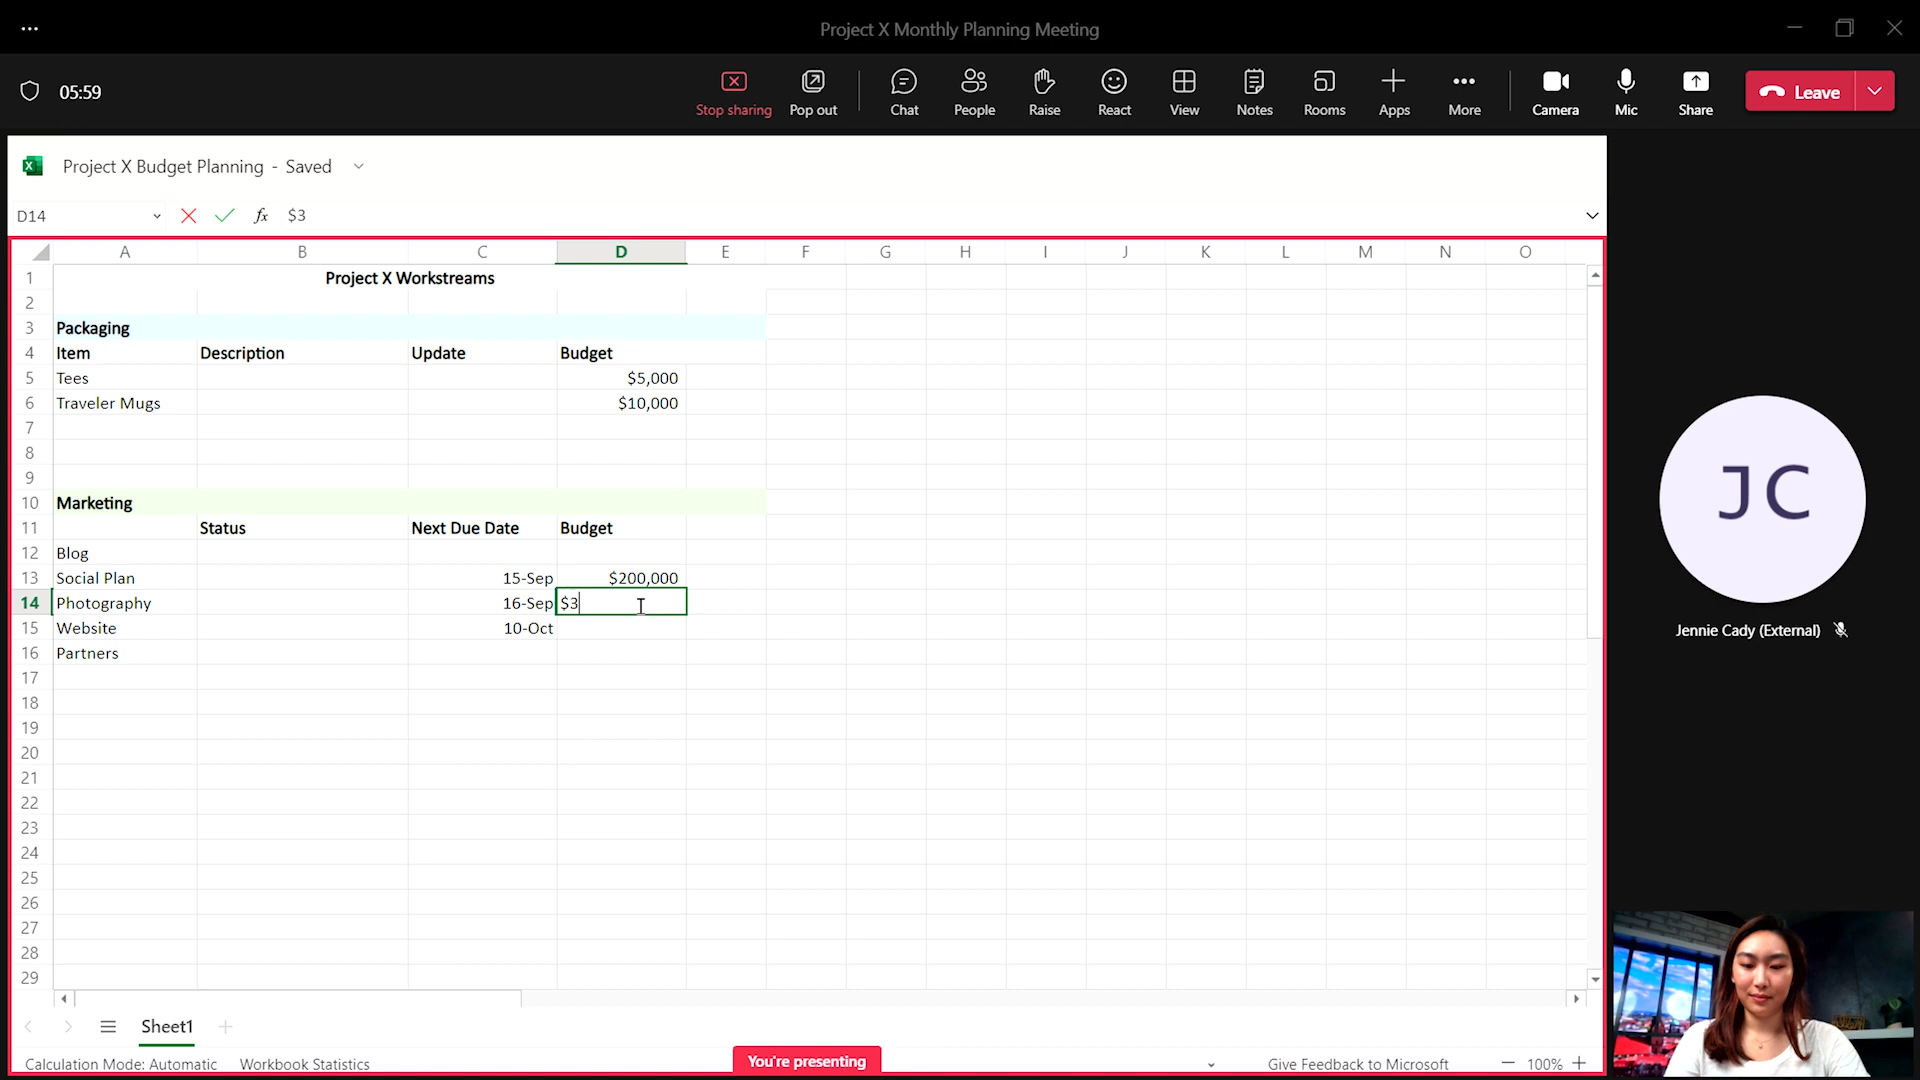 Project X Monthly Planning Meeting
05:59
Stop sharing
Pop out
Chat
People
Raise
React
View
Notes
Rooms
Apps
More
Camera
Mic
Share
Leave
Project X Budget Planning - Saved
D14 fx $3
A B C D E F G H I J K L M N O
1 Project X Workstreams
2
3 Packaging
4 Item Description Update Budget
5 Tees $5,000
6 Traveler Mugs $10,000
7
8
9
10 Marketing
11 Status Next Due Date Budget
12 Blog
13 Social Plan 15-Sep $200,000
14 Photography 16-Sep $3
15 Website 10-Oct
16 Partners
17
18
19
20
21
22
23
24
25
26
27
28
29
JC
Jennie Cady (External)
Sheet1
Calculation Mode: Automatic Workbook Statistics
You're presenting
Give Feedback to Microsoft
100%